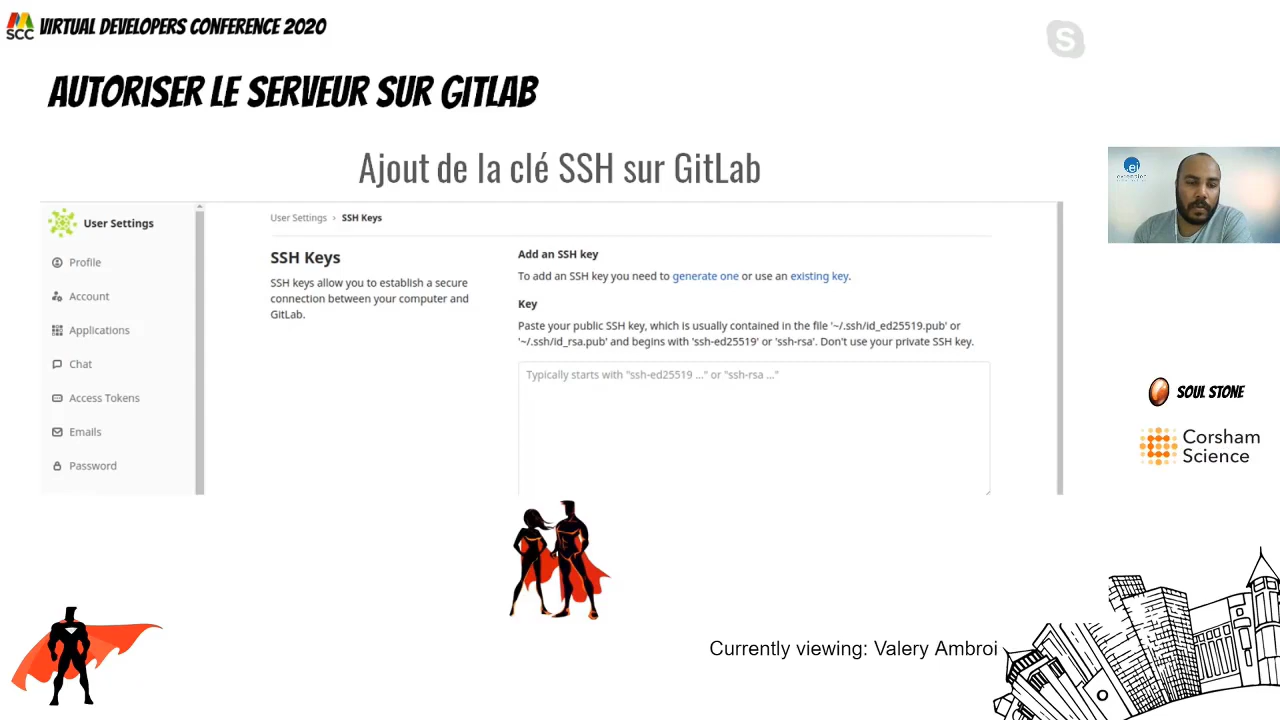 SCC VIRTUAL DEVELOPERS CONFERENCE 2020
AUTORISER LE SERVEUR SUR GITLAB
Ajout de la clé SSH sur GitLab
User Settings
Profile
Account
Applications
Chat
Access Tokens
Emails
Password
User Settings › SSH Keys
SSH Keys
SSH keys allow you to establish a secure
connection between your computer and
GitLab.
Add an SSH key
To add an SSH key you need to generate one or use an existing key.
Key
Paste your public SSH key, which is usually contained in the file '~/.ssh/id_ed25519.pub' or
'~/.ssh/id_rsa.pub' and begins with 'ssh-ed25519' or 'ssh-rsa'. Don't use your private SSH key.
Typically starts with "ssh-ed25519 ..." or "ssh-rsa ..."
S
SOUL STONE
Corsham
Science
Currently viewing: Valery Ambroi